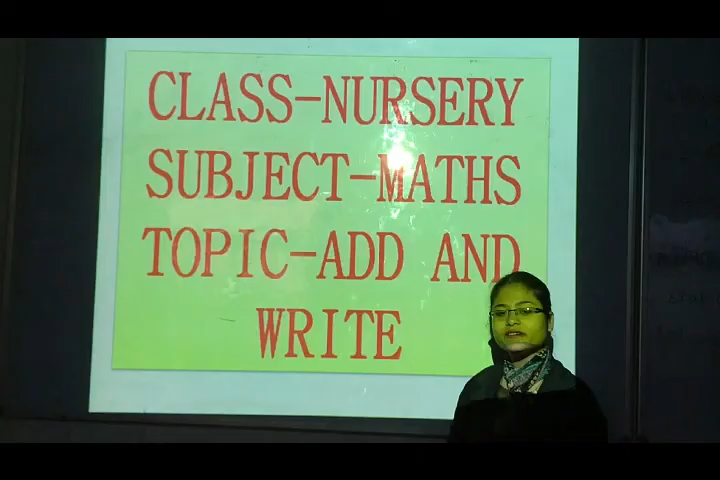 CLASS-NURSERY
SUBJECT-MATHS
TOPIC-ADD AND
WRITE